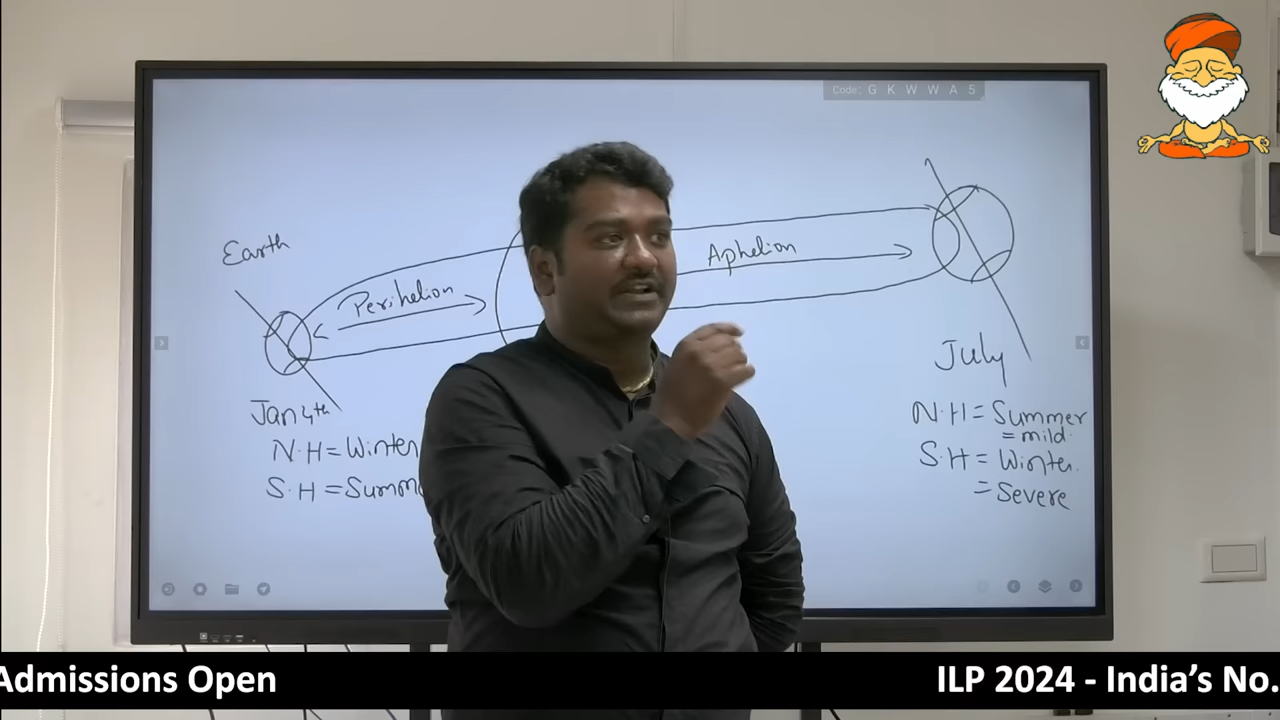 Code: G K W W A 5
Earth
Perihelion
Aphelion
Jan 4th
N.H = Winter
S.H = Summe
July
N.H = Summer
= mild.
S.H = Winter.
= Severe
Admissions Open
ILP 2024 - India's No.